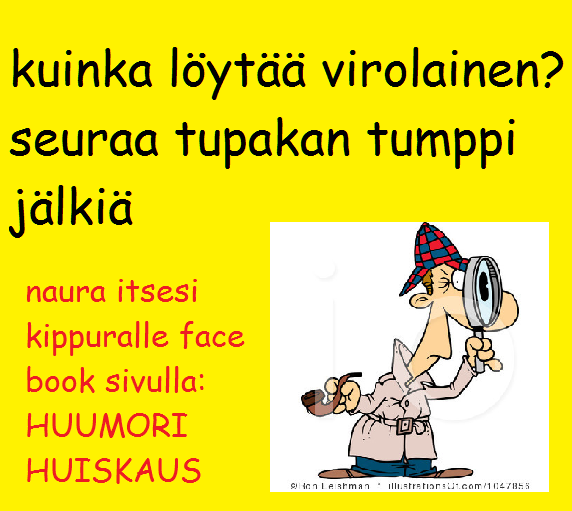 kuinka löytää virolainen?
seuraa tupakan tumppi
jälkiä
naura itsesi
kippuralle face
book sivulla:
HUUMORI
HUISKAUS
©Ron Leishman * illustrationsOf.com/1047856